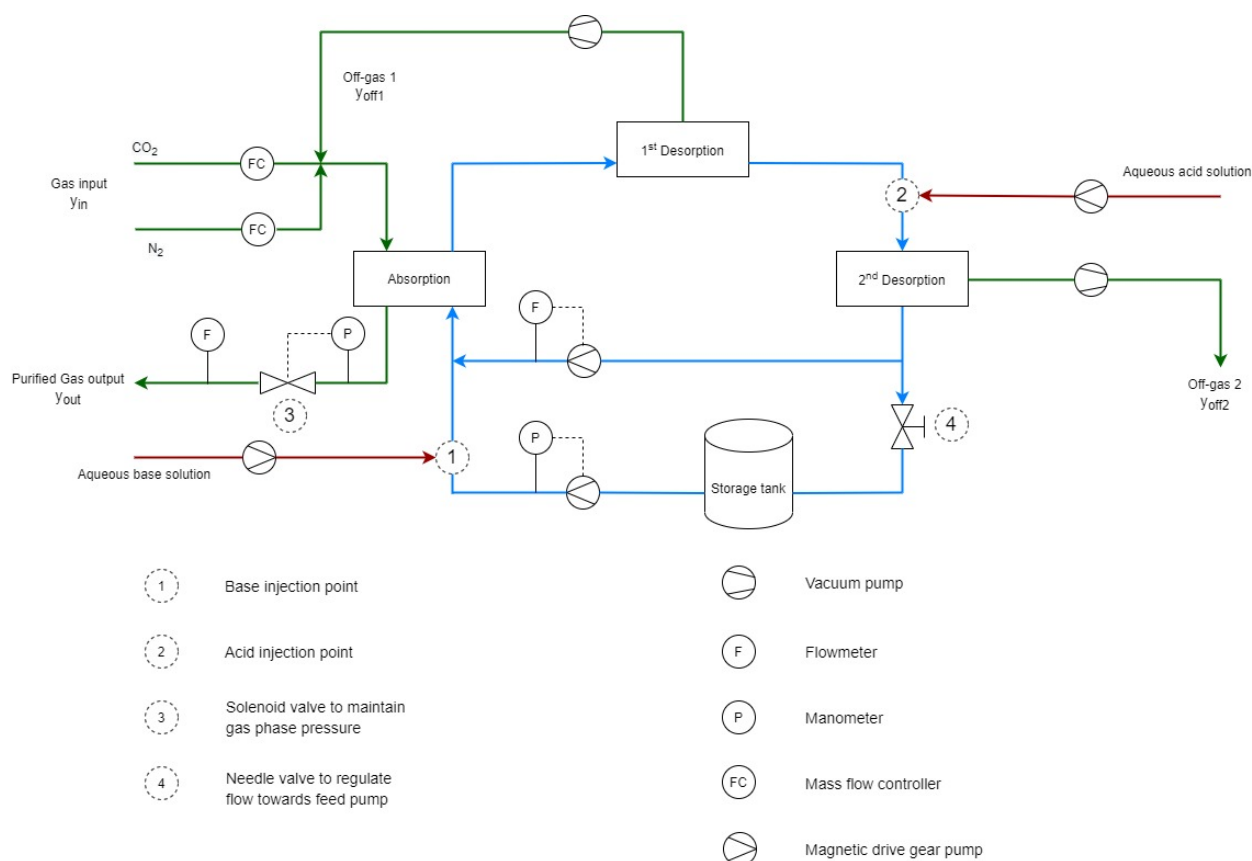 Off-gas 1
yoff1
1st Desorption
CO2
FC
Gas input
yin
FC
N2
Aqueous acid solution
2
Absorption
2nd Desorption
F
P
F
Purified Gas output
yout
3
Off-gas 2
yoff2
4
P
1
Aqueous base solution
Storage tank
1 Base injection point
Vacuum pump
2 Acid injection point
F Flowmeter
3 Solenoid valve to maintain
gas phase pressure
P Manometer
4 Needle valve to regulate
flow towards feed pump
FC Mass flow controller
Magnetic drive gear pump